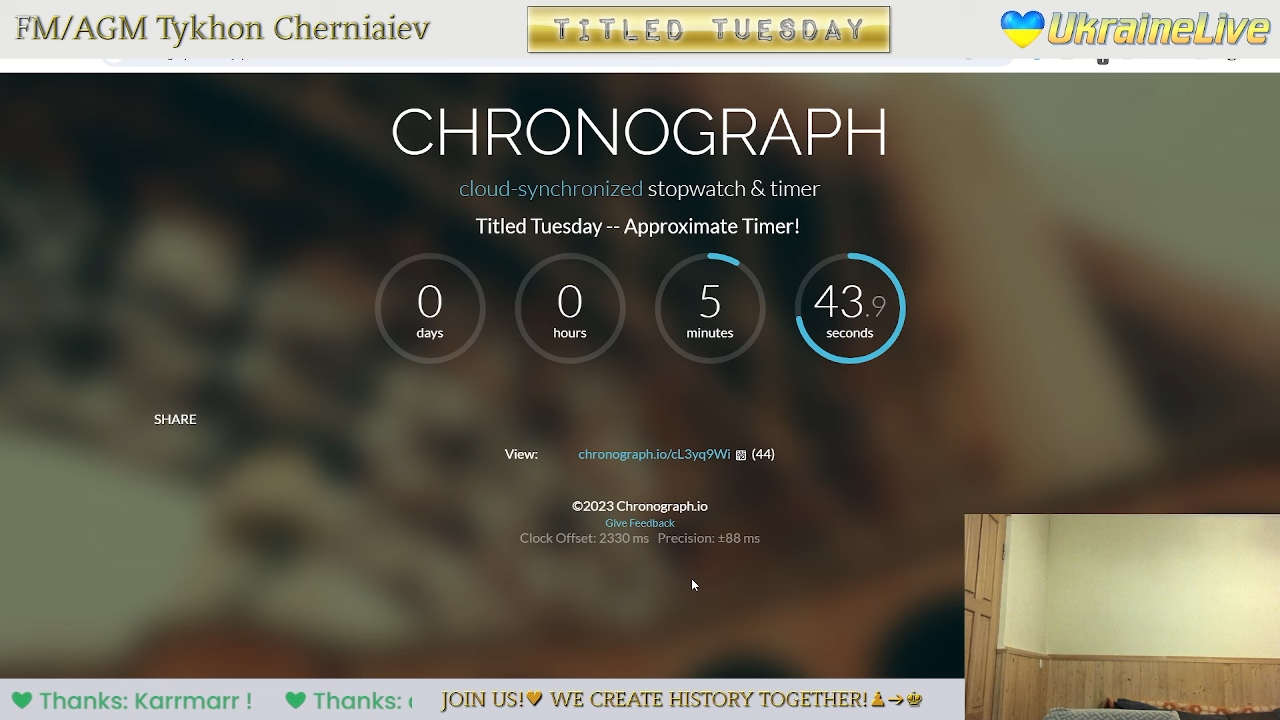 FM/AGM Tykhon Cherniaiev
TITLED TUESDAY
UkraineLive
CHRONOGRAPH
cloud-synchronized stopwatch & timer
Titled Tuesday -- Approximate Timer!
0 0 5 43.9
days hours minutes seconds
SHARE
View: chronograph.io/cL3yq9Wi (44)
©2023 Chronograph.io
Give Feedback
Clock Offset: 2330 ms Precision: ±88 ms
Thanks: Karrmarr ! Thanks:
JOIN US!🧡 WE CREATE HISTORY TOGETHER!♟→♚